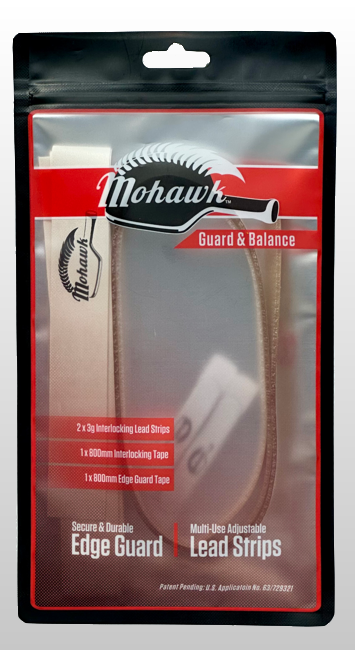 Mohawk™
Guard & Balance
Mohawk
2 x 3g Interlocking Lead Strips
1 x 800mm Interlocking Tape
1 x 800mm Edge Guard Tape
Secure & Durable
Edge Guard
Multi-Use Adjustable
Lead Strips
Patent Pending: U.S. Applicatoin No. 63/729321